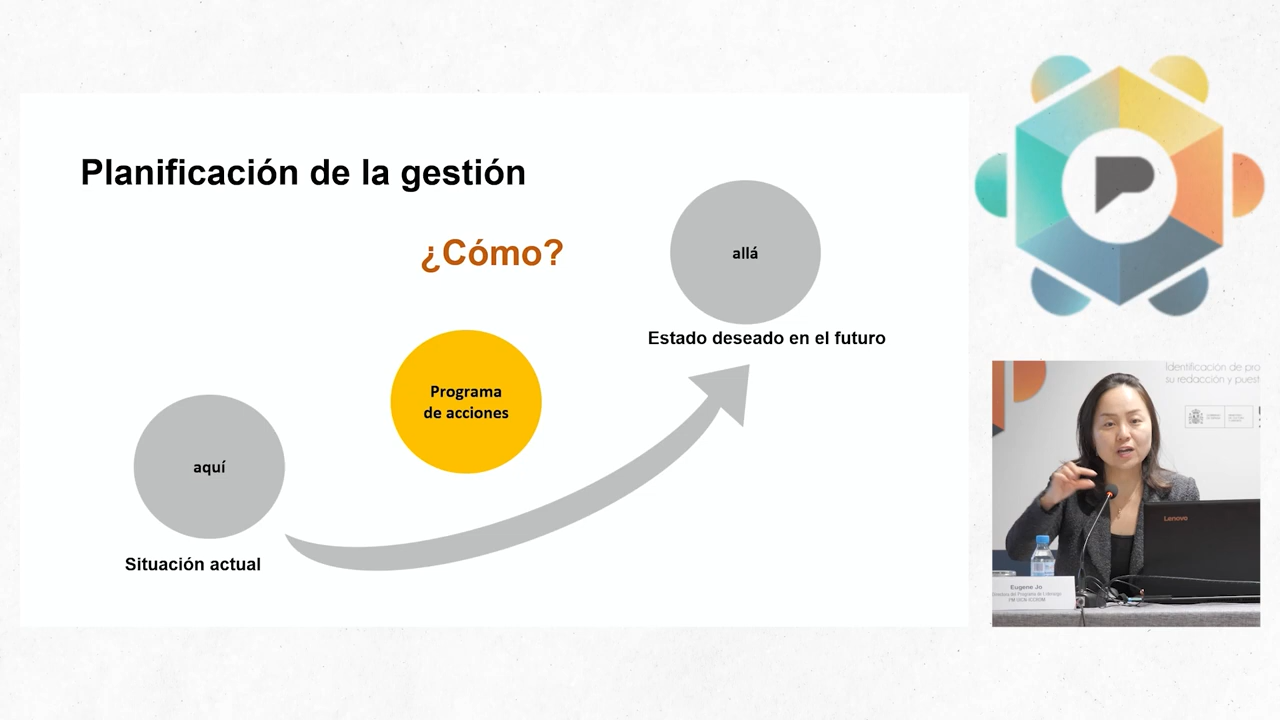 Planificación de la gestión
¿Cómo?
allá
Estado deseado en el futuro
Programa
de acciones
aquí
Situación actual
Identificación de pro
su redacción y puest
Lenovo
Eugene Jo